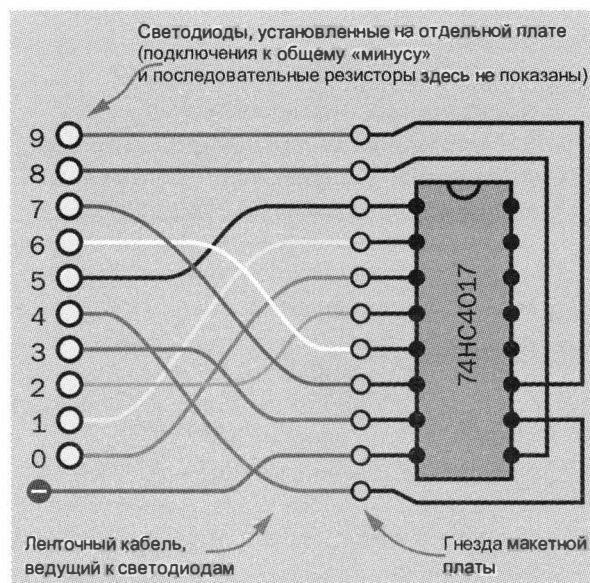 Светодиоды, установленные на отдельной плате
(подключения к общему «минусу»
и последовательные резисторы здесь не показаны)
9
8
7
6
5
4
3
2
1
0
74HC4017
Ленточный кабель,
ведущий к светодиодам
Гнезда макетной
платы